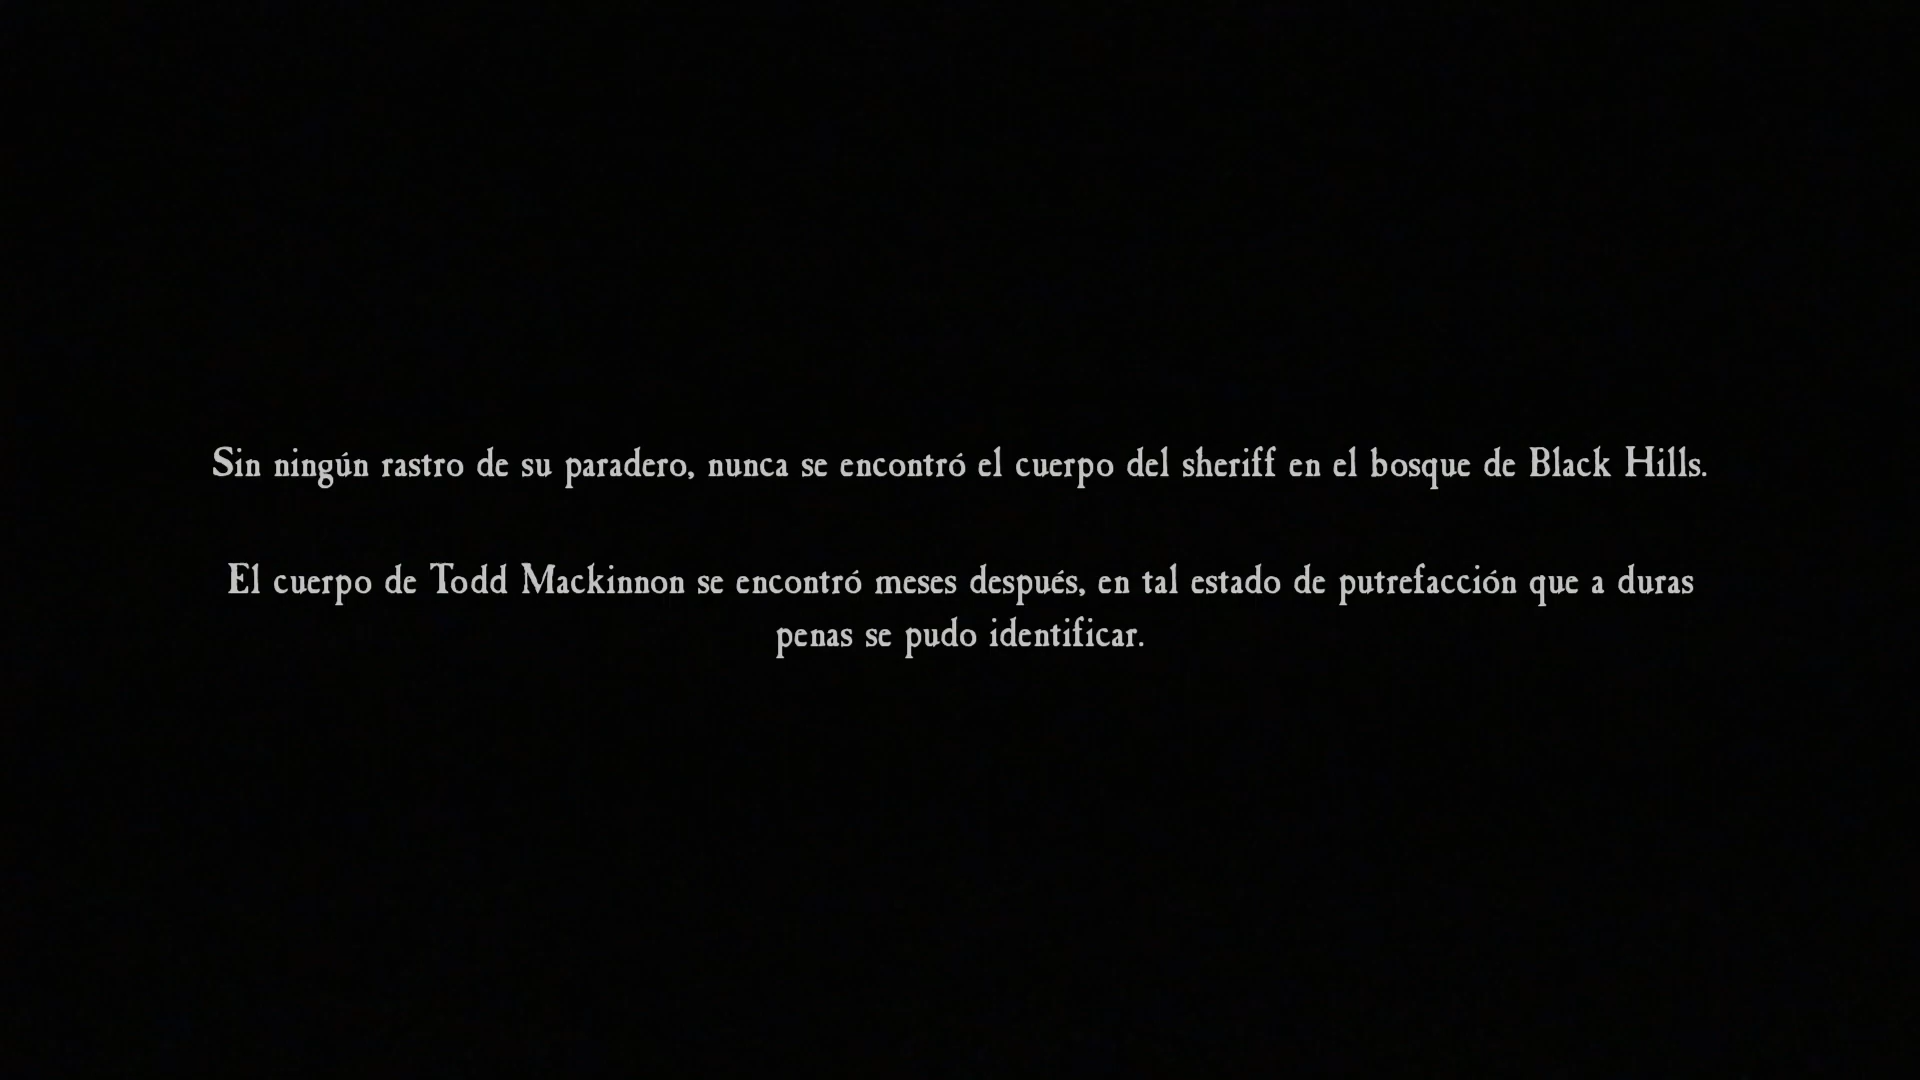 Sin ningún rastro de su paradero, nunca se encontró el cuerpo del sheriff en el bosque de Black Hills.
El cuerpo de Todd Mackinnon se encontró meses después, en tal estado de putrefacción que a duras
penas se pudo identificar.